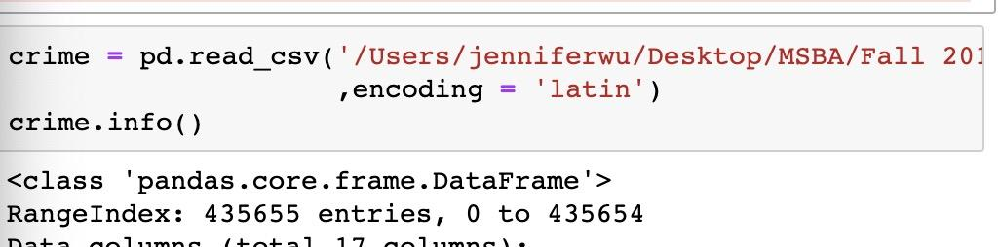 crime = pd.read_csv('/Users/jenniferwu/Desktop/MSBA/Fall 201
,encoding = 'latin')
crime.info()
<class 'pandas.core.frame.DataFrame'>
RangeIndex: 435655 entries, 0 to 435654
Data columns (total 17 columns):